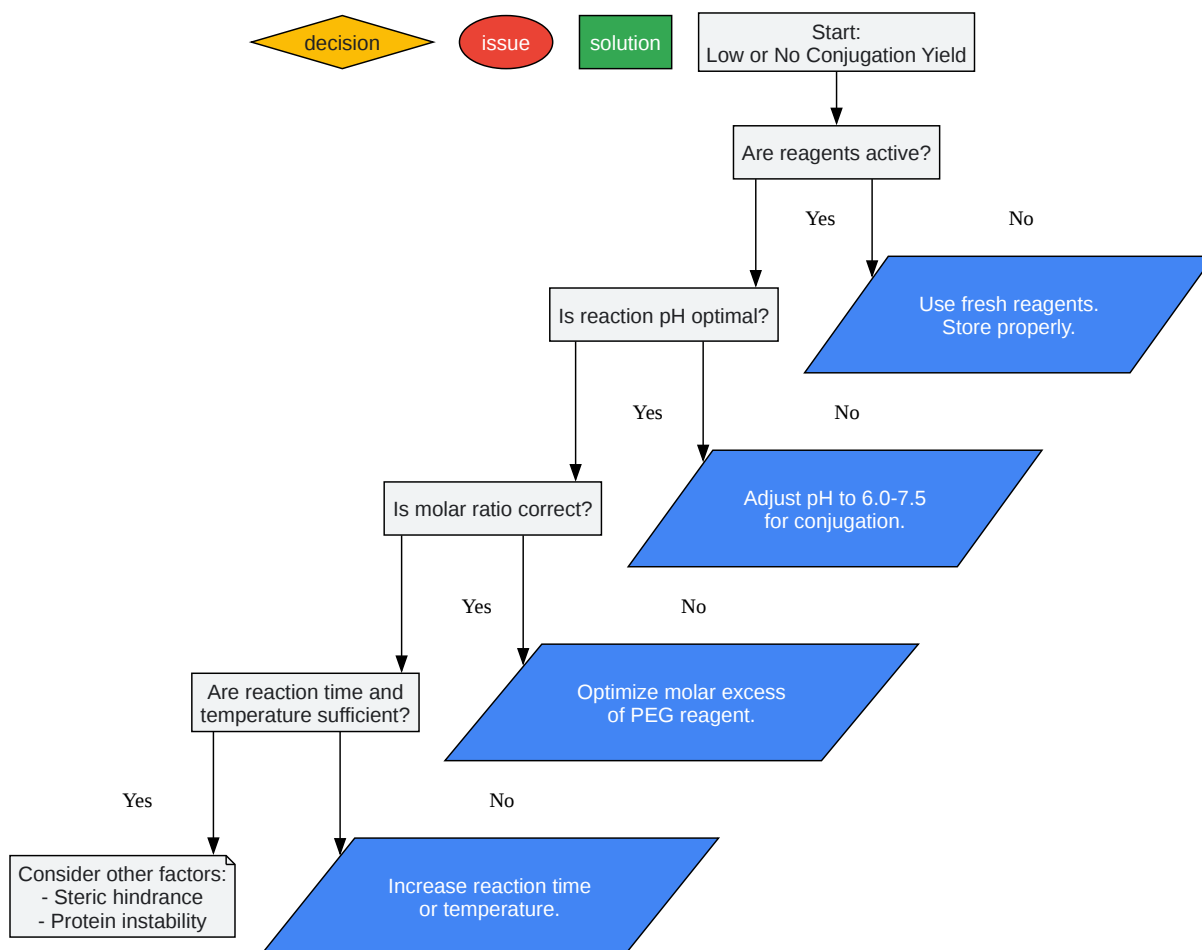 decision
issue
solution
Start:
Low or No Conjugation Yield
Are reagents active?
Yes
No
Use fresh reagents.
Store properly.
Is reaction pH optimal?
Yes
No
Adjust pH to 6.0-7.5
for conjugation.
Is molar ratio correct?
Yes
No
Optimize molar excess
of PEG reagent.
Are reaction time and
temperature sufficient?
Yes
No
Consider other factors:
- Steric hindrance
- Protein instability
Increase reaction time
or temperature.